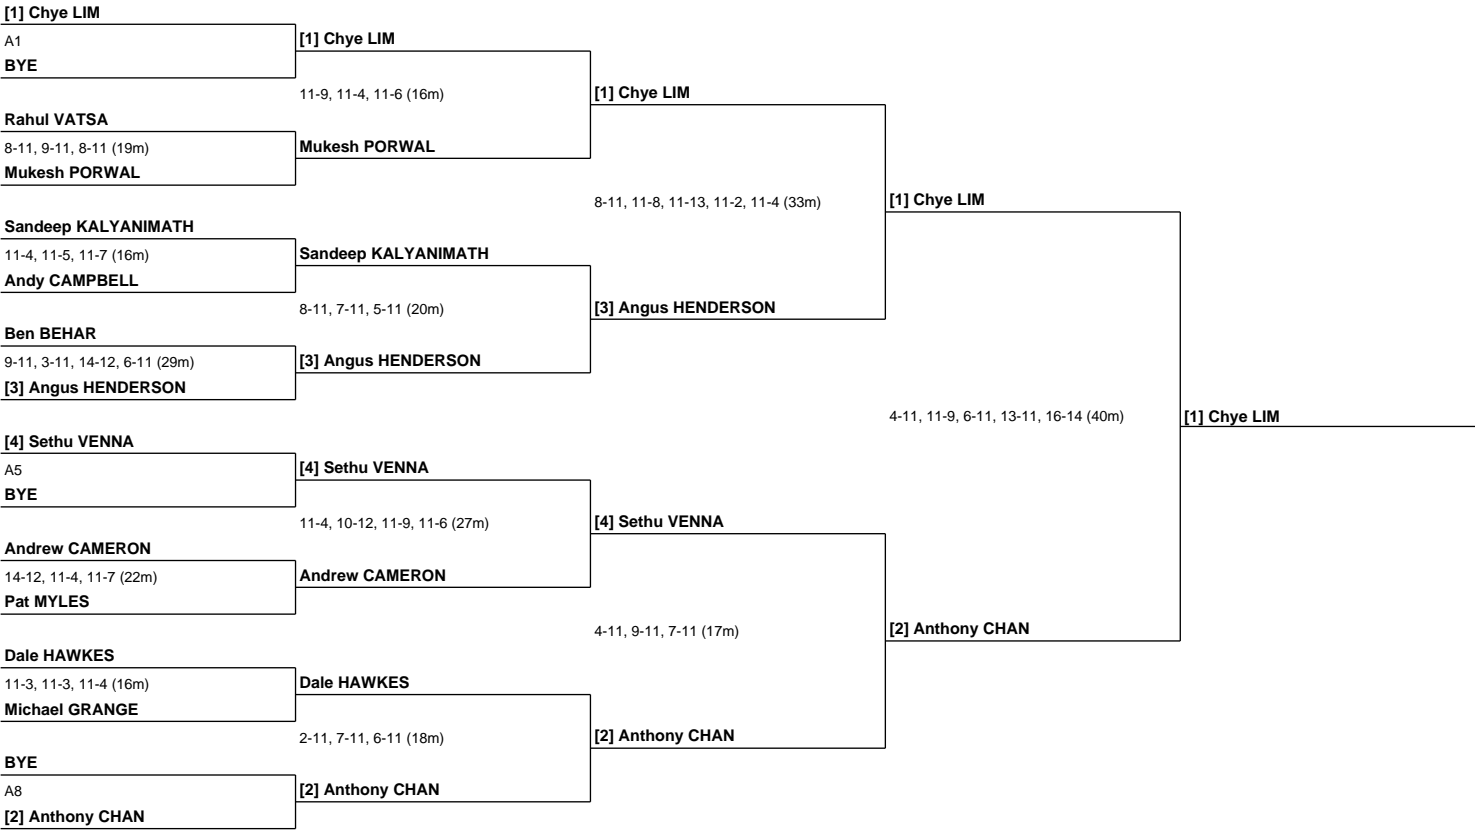 [1] Chye LIM
A1
BYE
Rahul VATSA
8-11, 9-11, 8-11 (19m)
Mukesh PORWAL
Sandeep KALYANIMATH
11-4, 11-5, 11-7 (16m)
Andy CAMPBELL
Ben BEHAR
9-11, 3-11, 14-12, 6-11 (29m)
[3] Angus HENDERSON
[4] Sethu VENNA
A5
BYE
Andrew CAMERON
14-12, 11-4, 11-7 (22m)
Pat MYLES
Dale HAWKES
11-3, 11-3, 11-4 (16m)
Michael GRANGE
BYE
A8
[2] Anthony CHAN
[1] Chye LIM
11-9, 11-4, 11-6 (16m)
Mukesh PORWAL
Sandeep KALYANIMATH
8-11, 7-11, 5-11 (20m)
[3] Angus HENDERSON
[4] Sethu VENNA
11-4, 10-12, 11-9, 11-6 (27m)
Andrew CAMERON
Dale HAWKES
2-11, 7-11, 6-11 (18m)
[2] Anthony CHAN
[1] Chye LIM
8-11, 11-8, 11-13, 11-2, 11-4 (33m)
[3] Angus HENDERSON
[4] Sethu VENNA
4-11, 9-11, 7-11 (17m)
[2] Anthony CHAN
[1] Chye LIM
4-11, 11-9, 6-11, 13-11, 16-14 (40m)
[2] Anthony CHAN
[1] Chye LIM